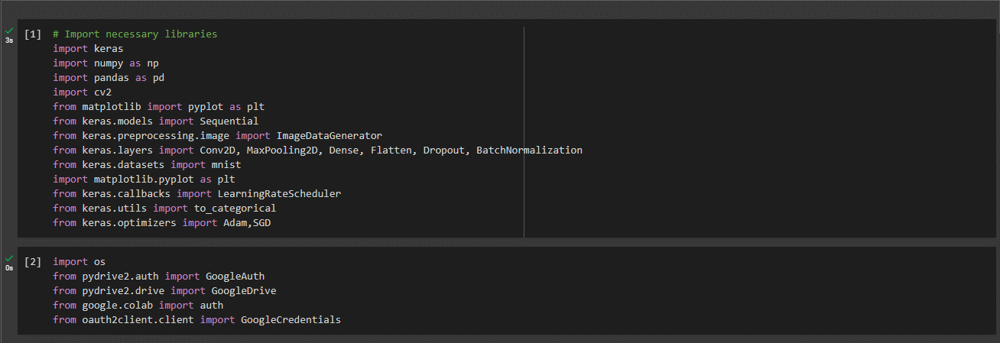 [1] # Import necessary libraries
3s
import keras
import numpy as np
import pandas as pd
import cv2
from matplotlib import pyplot as plt
from keras.models import Sequential
from keras.preprocessing.image import ImageDataGenerator
from keras.layers import Conv2D, MaxPooling2D, Dense, Flatten, Dropout, BatchNormalization
from keras.datasets import mnist
import matplotlib.pyplot as plt
from keras.callbacks import LearningRateScheduler
from keras.utils import to_categorical
from keras.optimizers import Adam,SGD
[2] import os
0s
from pydrive2.auth import GoogleAuth
from pydrive2.drive import GoogleDrive
from google.colab import auth
from oauth2client.client import GoogleCredentials